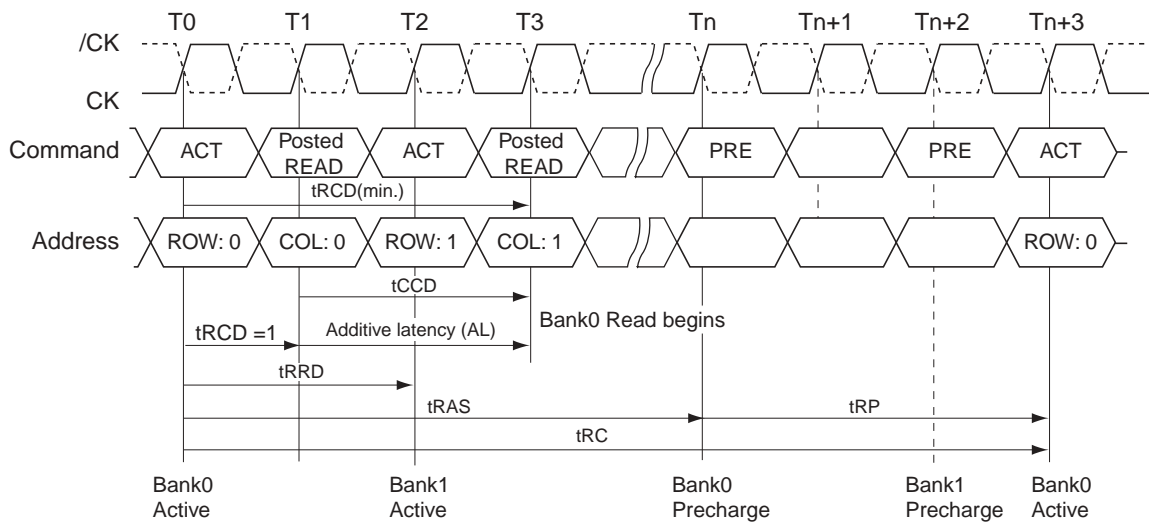 T0 T1 T2 T3 Tn Tn+1 Tn+2 Tn+3
/CK
CK
Command ACT Posted READ ACT Posted READ PRE PRE ACT
tRCD(min.)
Address ROW: 0 COL: 0 ROW: 1 COL: 1 ROW: 0
tCCD
Bank0 Read begins
tRCD =1 Additive latency (AL)
tRRD
tRAS tRP
tRC
Bank0 Bank1 Bank0 Bank1 Bank0
Active Active Precharge Precharge Active